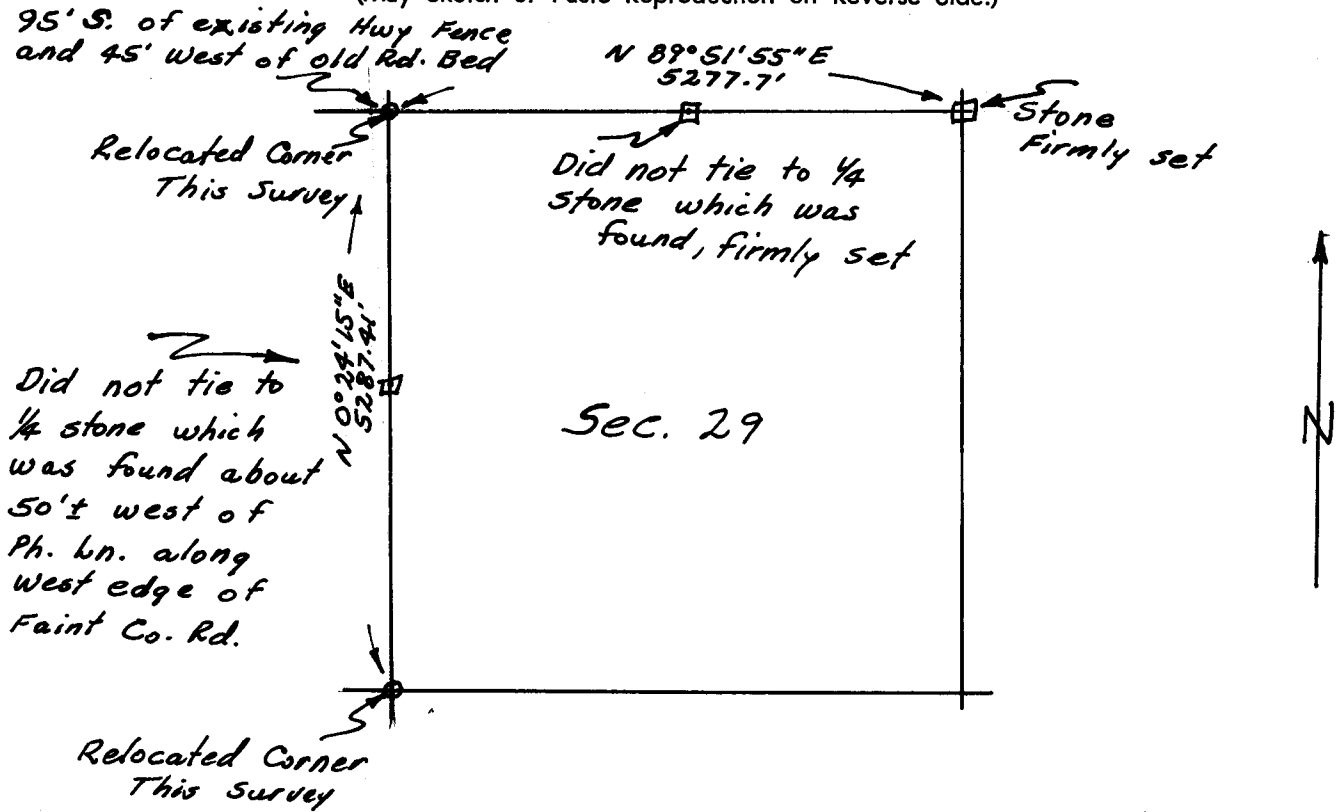 (May Sketch or Paste Reproduction on Reverse Side.)
95' S. of existing Hwy Fence
and 45' west of old Rd. Bed
N 89° 51' 55" E
5277.7'
Stone
Firmly set
Relocated Corner
This Survey
Did not tie to 1/4
stone which was
found, firmly set
N 0° 24' 15" E
5287.41'
Did not tie to
1/4 stone which
was found about
50'± west of
Ph. Ln. along
west edge of
Faint Co. Rd.
Sec. 29
N
Relocated Corner
This Survey